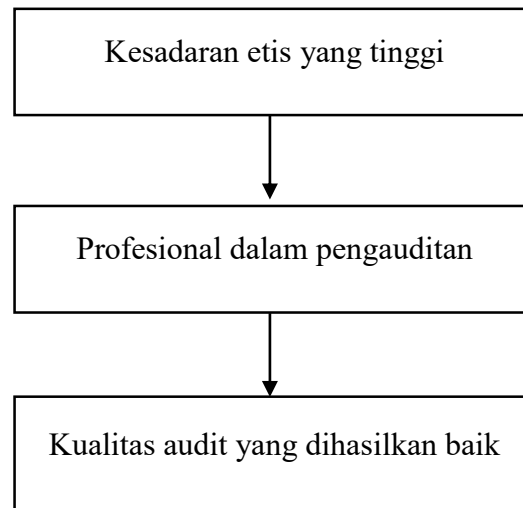 Kesadaran etis yang tinggi
Profesional dalam pengauditan
Kualitas audit yang dihasilkan baik